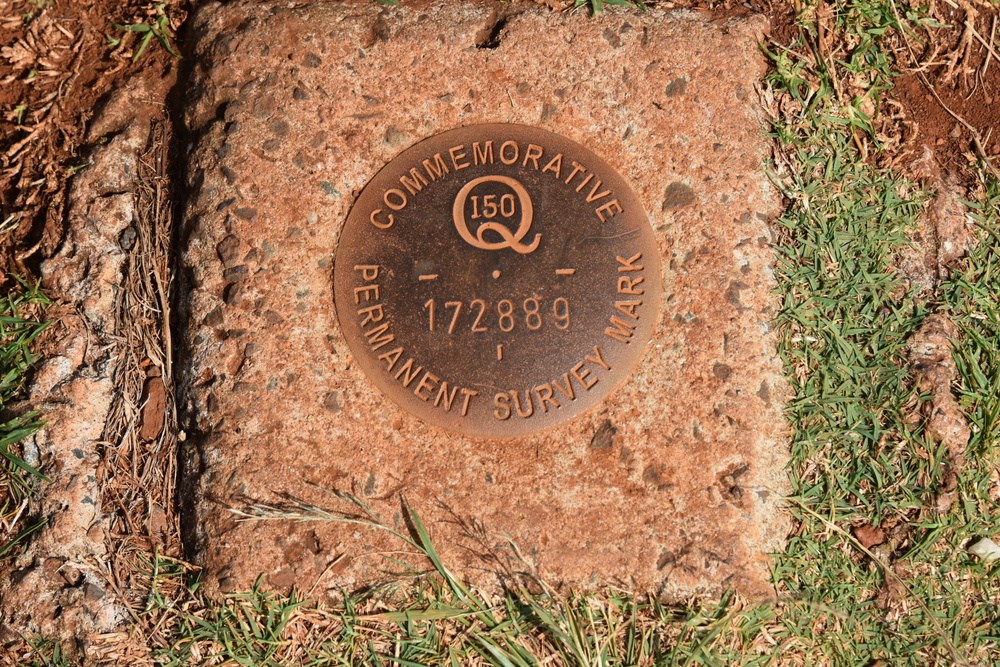 COMMEMORATIVE
Q
150
172889
PERMANENT SURVEY MARK